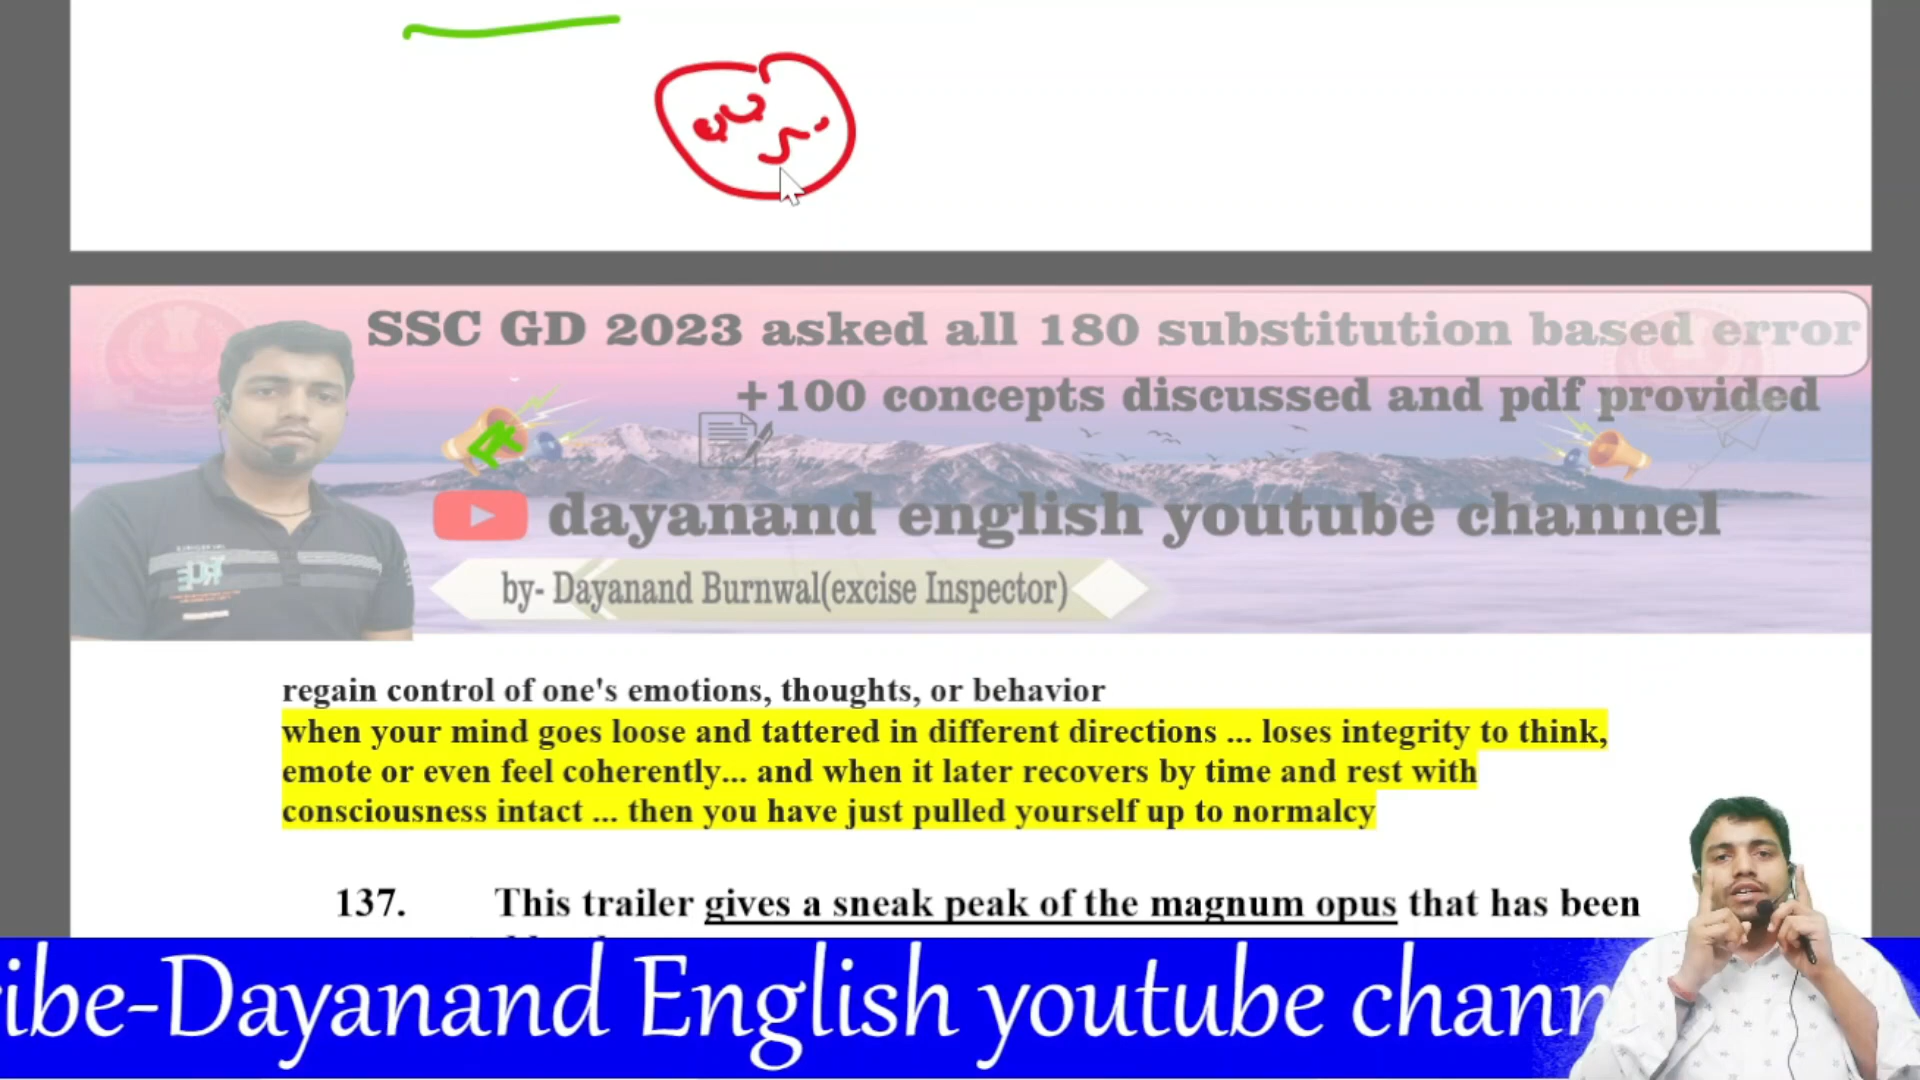 SSC GD 2023 asked all 180 substitution based error
+100 concepts discussed and pdf provided
dayanand english youtube channel
by- Dayanand Burnwal(excise Inspector)
regain control of one's emotions, thoughts, or behavior
when your mind goes loose and tattered in different directions ... loses integrity to think,
emote or even feel coherently... and when it later recovers by time and rest with
consciousness intact ... then you have just pulled yourself up to normalcy
137. This trailer gives a sneak peak of the magnum opus that has been
ibe-Dayanand English youtube chann